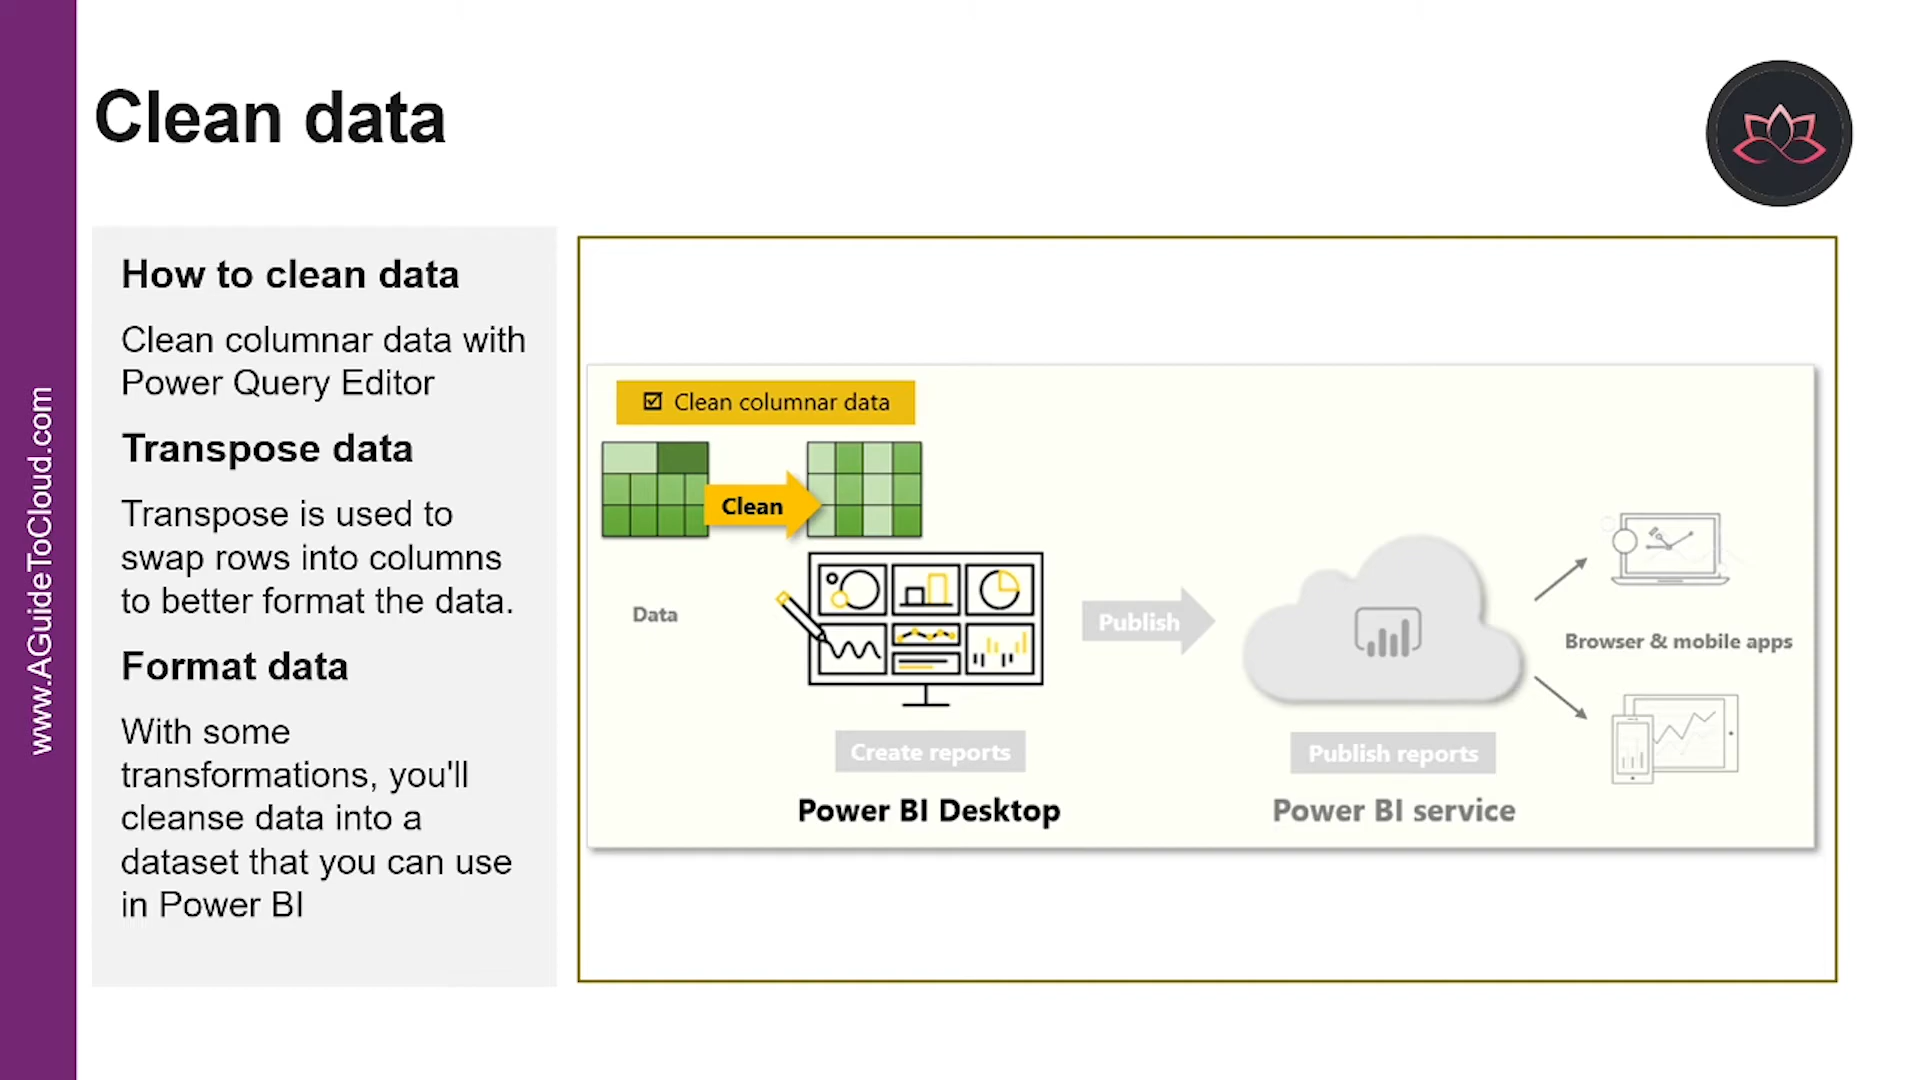 Clean data
www.AGuideToCloud.com
How to clean data
Clean columnar data with
Power Query Editor
Transpose data
Transpose is used to
swap rows into columns
to better format the data.
Format data
With some
transformations, you'll
cleanse data into a
dataset that you can use
in Power BI
Clean columnar data
Clean
Data
Publish
Browser & mobile apps
Create reports
Publish reports
Power BI Desktop
Power BI service